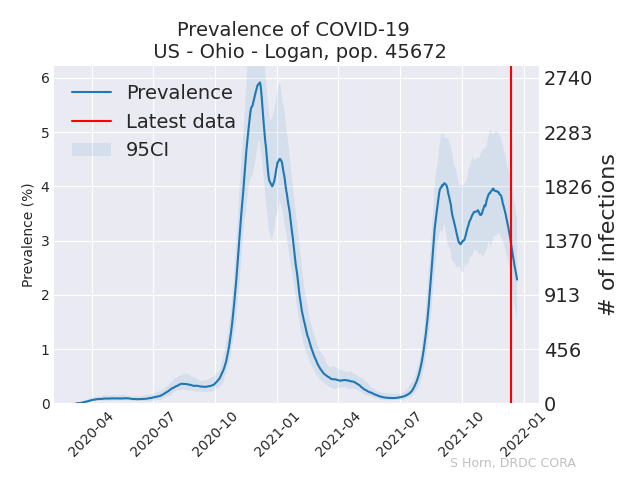 Prevalence of COVID-19
US - Ohio - Logan, pop. 45672
Prevalence
Latest data
95CI
Prevalence (%)
6
5
4
3
2
1
0
2740
2283
1826
1370
913
456
0
# of infections
2020-04
2020-07
2020-10
2021-01
2021-04
2021-07
2021-10
2022-01
S Horn, DRDC CORA